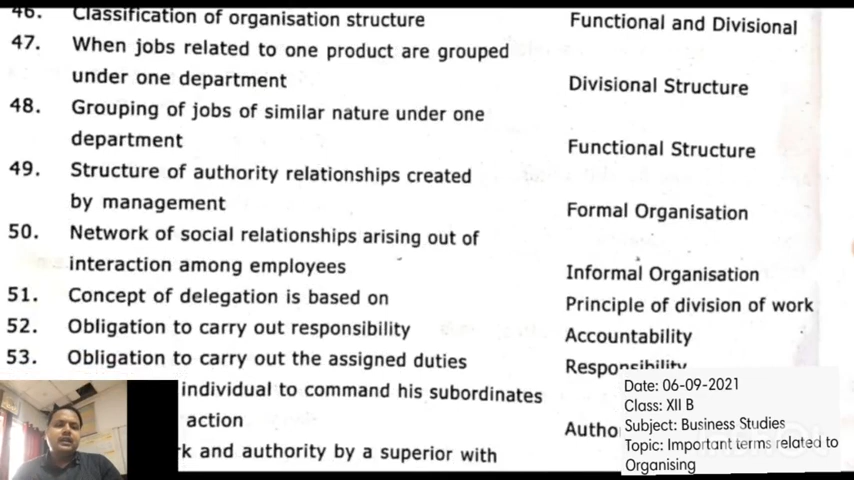 46. Classification of organisation structure Functional and Divisional
47. When jobs related to one product are grouped
under one department Divisional Structure
48. Grouping of jobs of similar nature under one
department Functional Structure
49. Structure of authority relationships created
by management Formal Organisation
50. Network of social relationships arising out of
interaction among employees Informal Organisation
51. Concept of delegation is based on Principle of division of work
52. Obligation to carry out responsibility Accountability
53. Obligation to carry out the assigned duties Responsibility
individual to command his subordinates
action Autho
k and authority by a superior with
Date: 06-09-2021
Class: XII B
Subject: Business Studies
Topic: Important terms related to
Organising